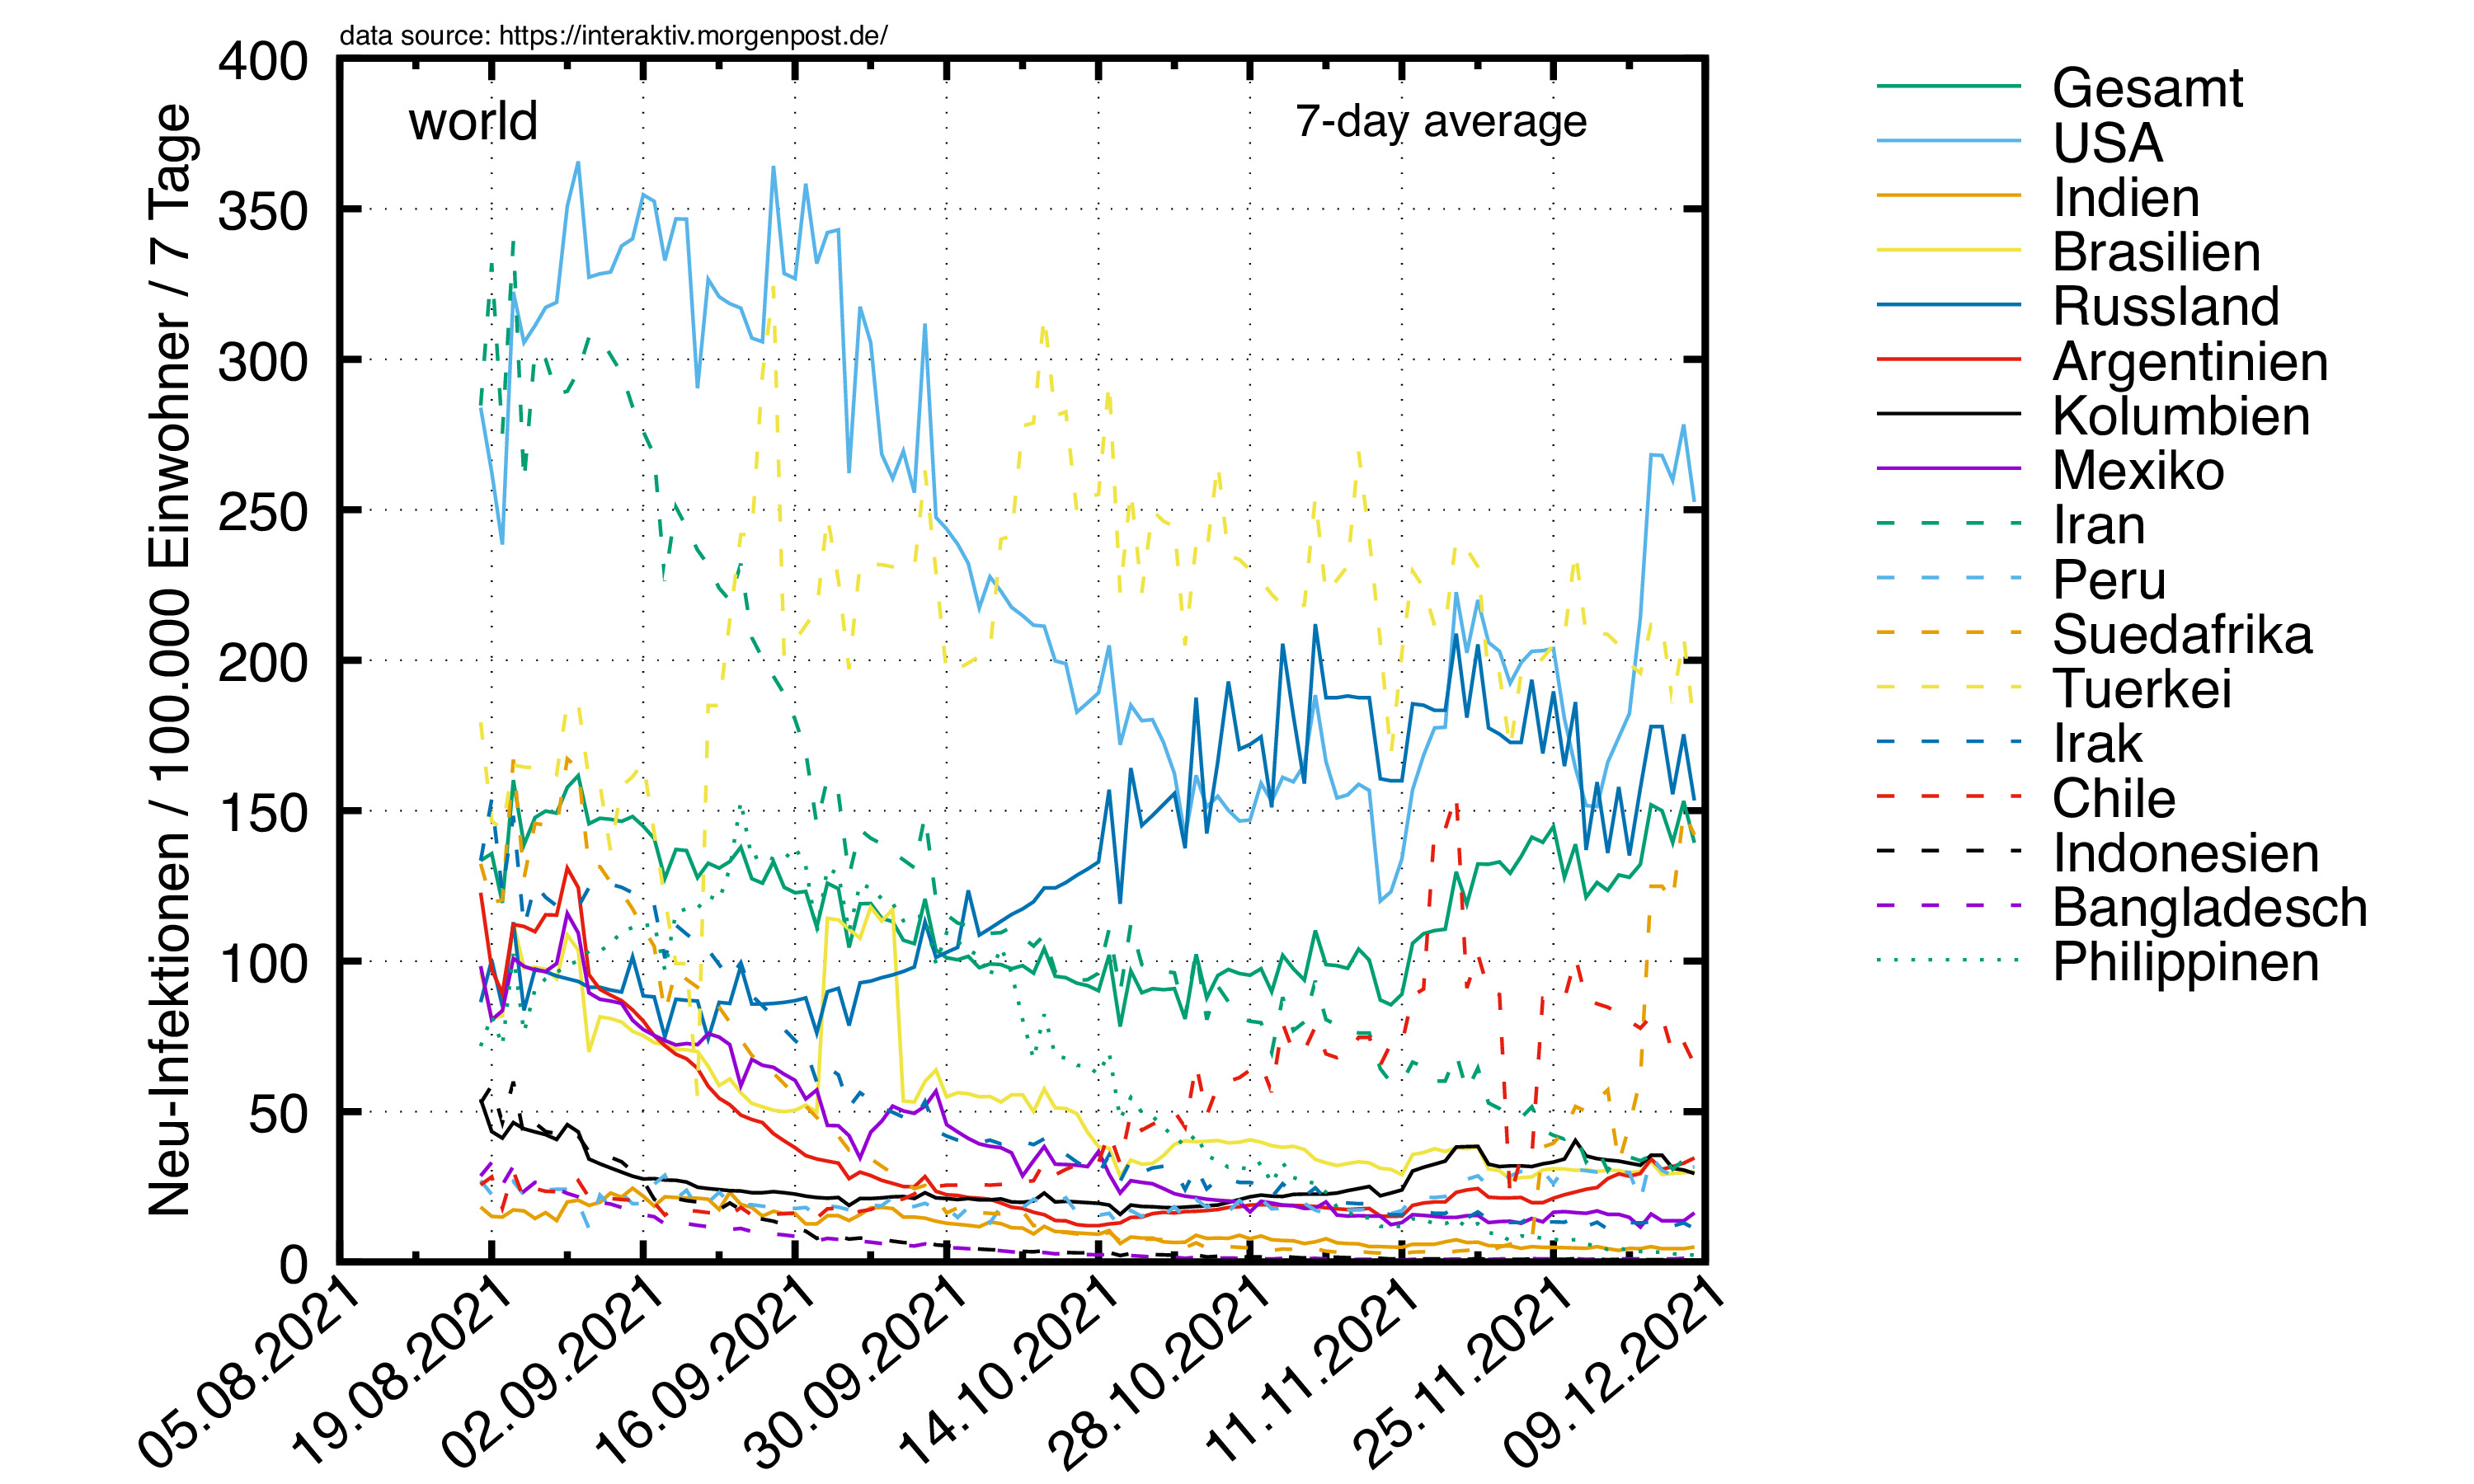 data source: https://interaktiv.morgenpost.de/
world
7-day average
Neu-Infektionen / 100.000 Einwohner / 7 Tage
400
350
300
250
200
150
100
50
0
05.08.2021
19.08.2021
02.09.2021
16.09.2021
30.09.2021
14.10.2021
28.10.2021
11.11.2021
25.11.2021
09.12.2021
Gesamt
USA
Indien
Brasilien
Russland
Argentinien
Kolumbien
Mexiko
Iran
Peru
Suedafrika
Tuerkei
Irak
Chile
Indonesien
Bangladesch
Philippinen